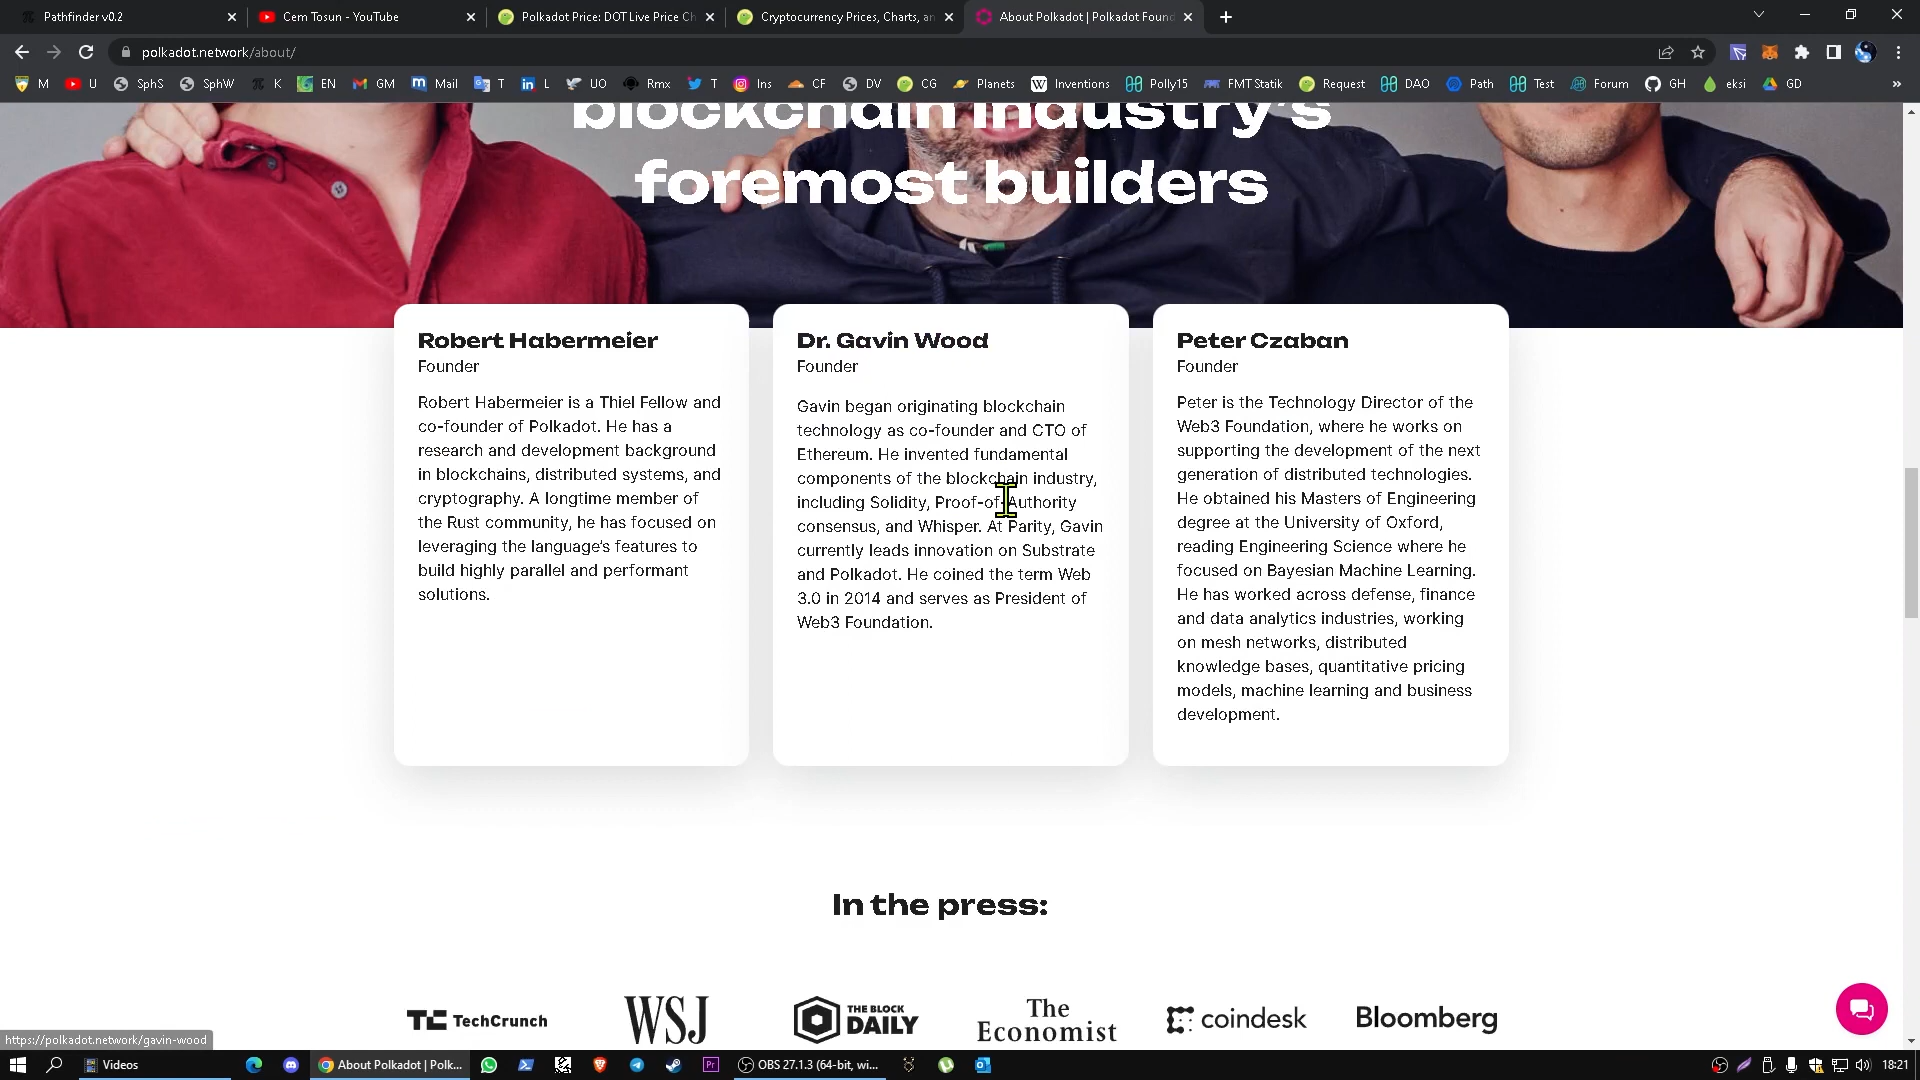 Pathfinder v0.2
Cem Tosun - YouTube
Polkadot Price: DOT Live Price Ch
Cryptocurrency Prices, Charts, an
About Polkadot | Polkadot Found
polkadot.network/about/
M U SphS SphW K EN GM Mail T L UO Rmx T Ins CF DV CG Planets Inventions Polly15 FMT Statik Request DAO Path Test Forum GH eksi GD »
blockchain industry's
foremost builders
Robert Habermeier
Founder
Robert Habermeier is a Thiel Fellow and
co-founder of Polkadot. He has a
research and development background
in blockchains, distributed systems, and
cryptography. A longtime member of
the Rust community, he has focused on
leveraging the language's features to
build highly parallel and performant
solutions.
Dr. Gavin Wood
Founder
Gavin began originating blockchain
technology as co-founder and CTO of
Ethereum. He invented fundamental
components of the blockchain industry,
including Solidity, Proof-of-Authority
consensus, and Whisper. At Parity, Gavin
currently leads innovation on Substrate
and Polkadot. He coined the term Web
3.0 in 2014 and serves as President of
Web3 Foundation.
Peter Czaban
Founder
Peter is the Technology Director of the
Web3 Foundation, where he works on
supporting the development of the next
generation of distributed technologies.
He obtained his Masters of Engineering
degree at the University of Oxford,
reading Engineering Science where he
focused on Bayesian Machine Learning.
He has worked across defense, finance
and data analytics industries, working
on mesh networks, distributed
knowledge bases, quantitative pricing
models, machine learning and business
development.
In the press:
TC TechCrunch
WSJ
THE BLOCK
DAILY
The
Economist
coindesk
Bloomberg
https://polkadot.network/gavin-wood
Videos
About Polkadot | Polk...
Pr
OBS 27.1.3 (64-bit, wi...
18:21